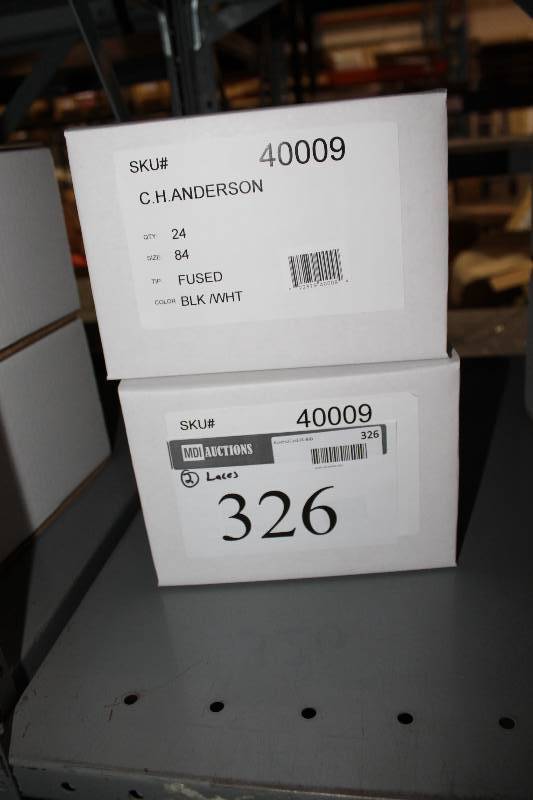 SKU# 40009
C.H.ANDERSON
QTY: 24
SIZE: 84
TIP: FUSED
COLOR: BLK /WHT
SKU# 40009
MDI AUCTIONS 326
2 Laces
326